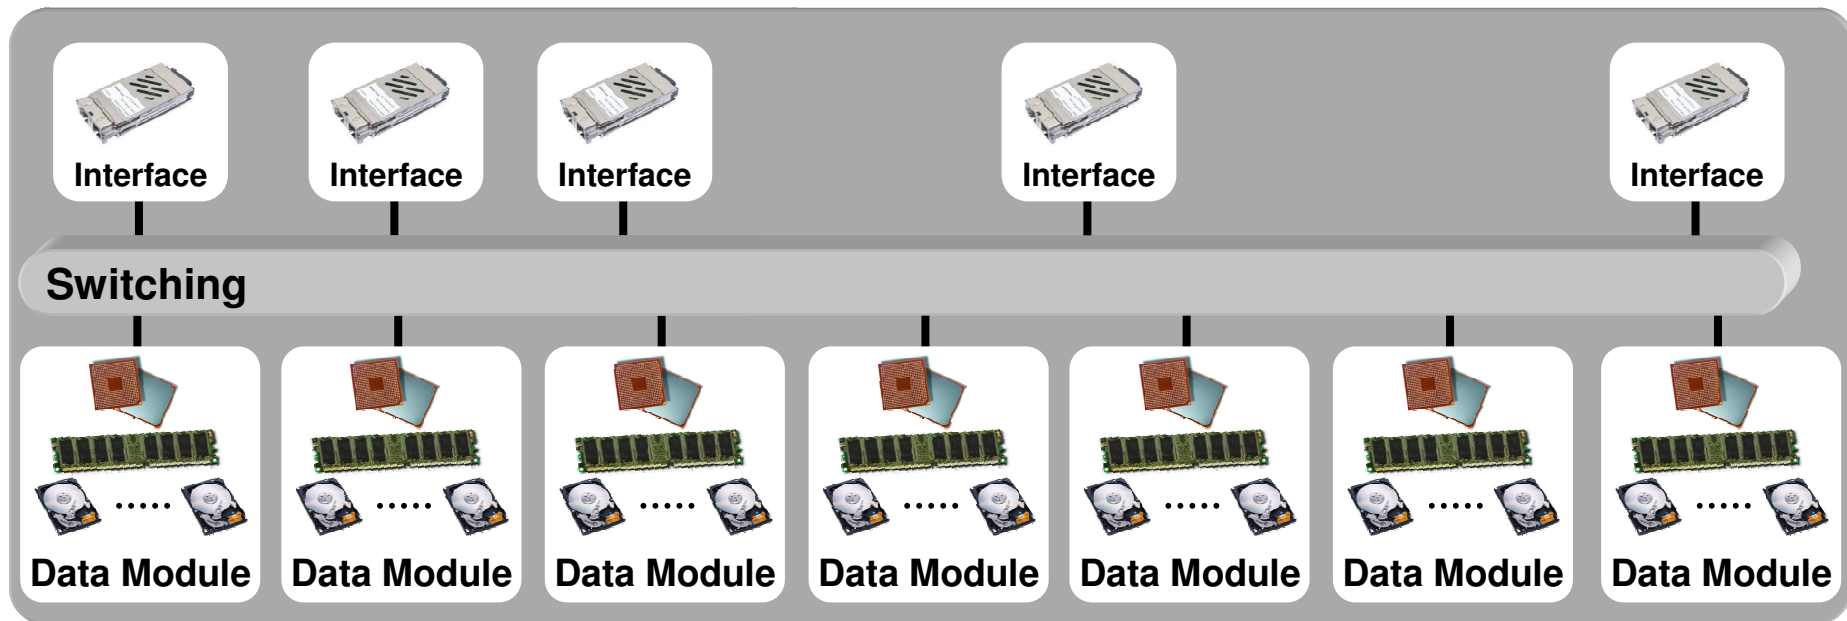 Interface
Interface
Interface
Interface
Interface
Switching
Data Module
Data Module
Data Module
Data Module
Data Module
Data Module
Data Module